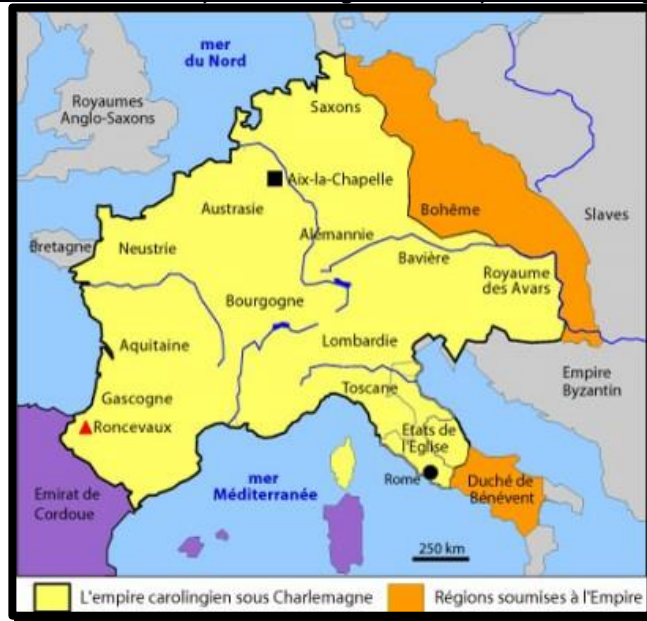 mer
du Nord
Royaumes
Anglo-Saxons
Saxons
Aix-la-Chapelle
Austrasie
Bohême
Slaves
Bretagne
Neustrie
Alémannie
Bavière
Royaume
des Avars
Bourgogne
Aquitaine
Lombardie
Empire
Byzantin
Toscane
Gascogne
Roncevaux
Etats de
l'Eglise
Rome
Duché de
Bénévent
mer
Méditerranée
Emirat de
Cordoue
250 km
L'empire carolingien sous Charlemagne
Régions soumises à l'Empire